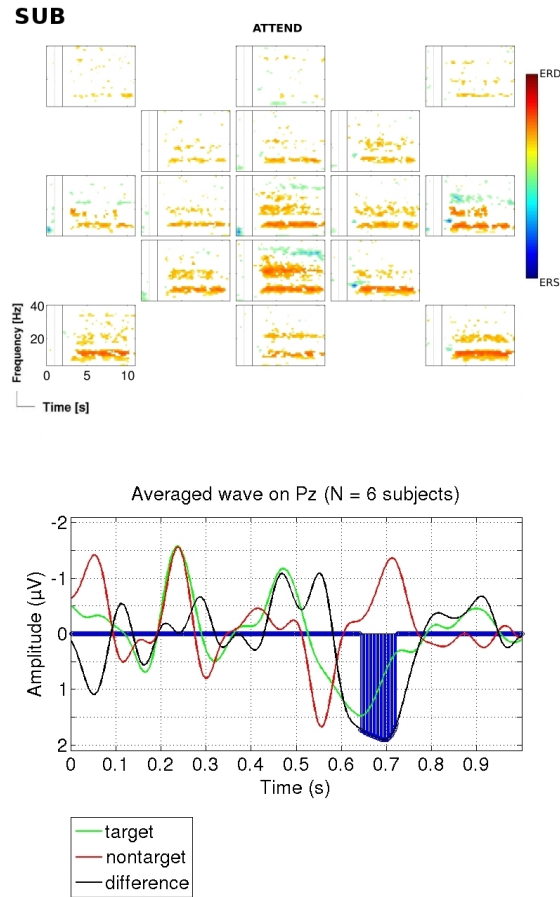 SUB
ATTEND
ERD
ERS
Frequency [Hz]
40
20
0
5
10
Time [s]
Averaged wave on Pz (N = 6 subjects)
Amplitude (µV)
-2
-1
0
1
2
0
0.1
0.2
0.3
0.4
0.5
0.6
0.7
0.8
0.9
Time (s)
target
nontarget
difference